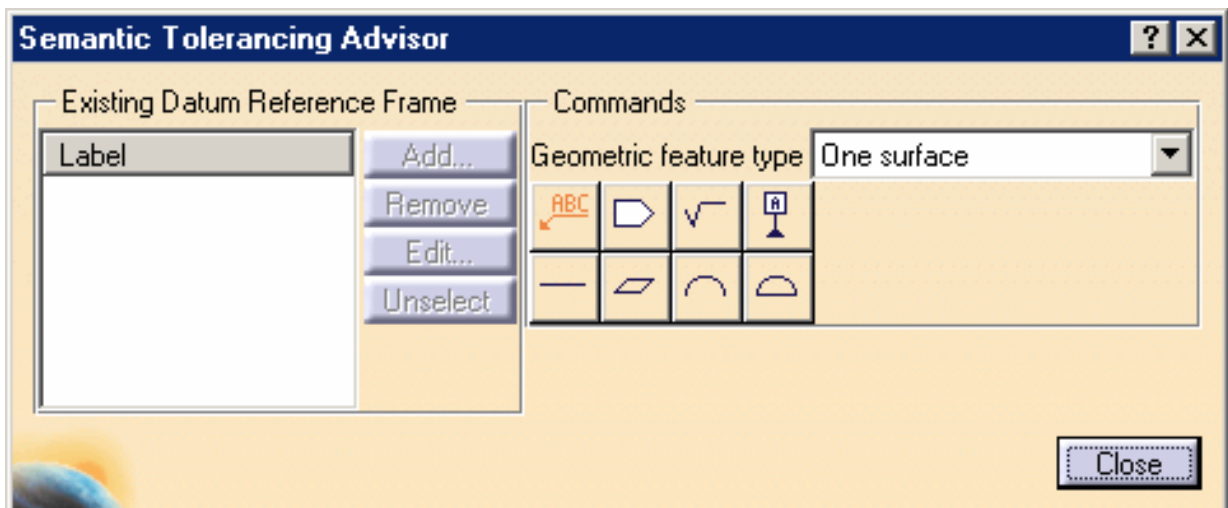 Semantic Tolerancing Advisor
? X
Existing Datum Reference Frame
Label
Add...
Remove
Edit...
Unselect
Commands
Geometric feature type One surface
ABC
A
Close